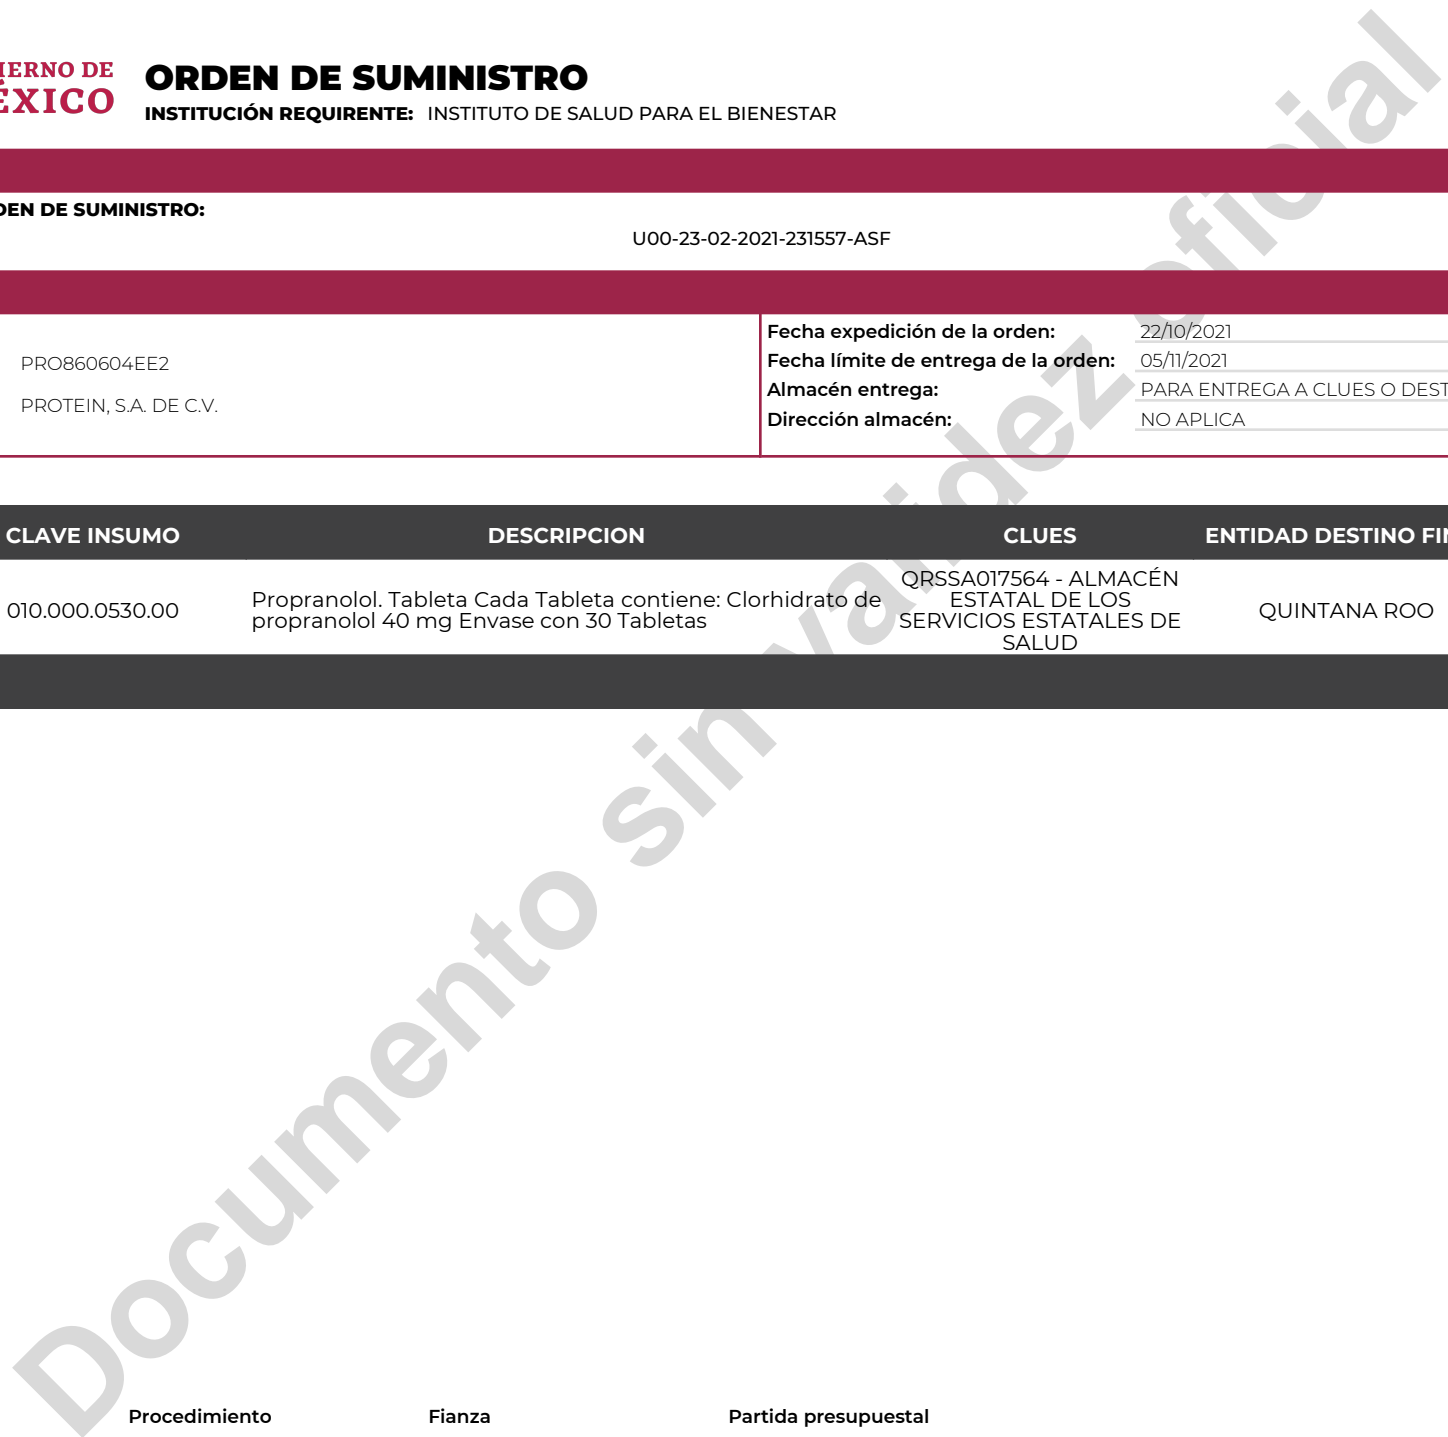 IERNO DE
ÉXICO
ORDEN DE SUMINISTRO
INSTITUCIÓN REQUIRENTE: INSTITUTO DE SALUD PARA EL BIENESTAR
DEN DE SUMINISTRO:
U00-23-02-2021-231557-ASF
PRO860604EE2
PROTEIN, S.A. DE C.V.
Fecha expedición de la orden: 22/10/2021
Fecha límite de entrega de la orden: 05/11/2021
Almacén entrega: PARA ENTREGA A CLUES O DEST
Dirección almacén: NO APLICA
CLAVE INSUMO DESCRIPCION CLUES ENTIDAD DESTINO FIN
010.000.0530.00
Propranolol. Tableta Cada Tableta contiene: Clorhidrato de
propranolol 40 mg Envase con 30 Tabletas
QRSSA017564 - ALMACÉN
ESTATAL DE LOS
SERVICIOS ESTATALES DE
SALUD
QUINTANA ROO
Documento sin validez oficial
Procedimiento Fianza Partida presupuestal